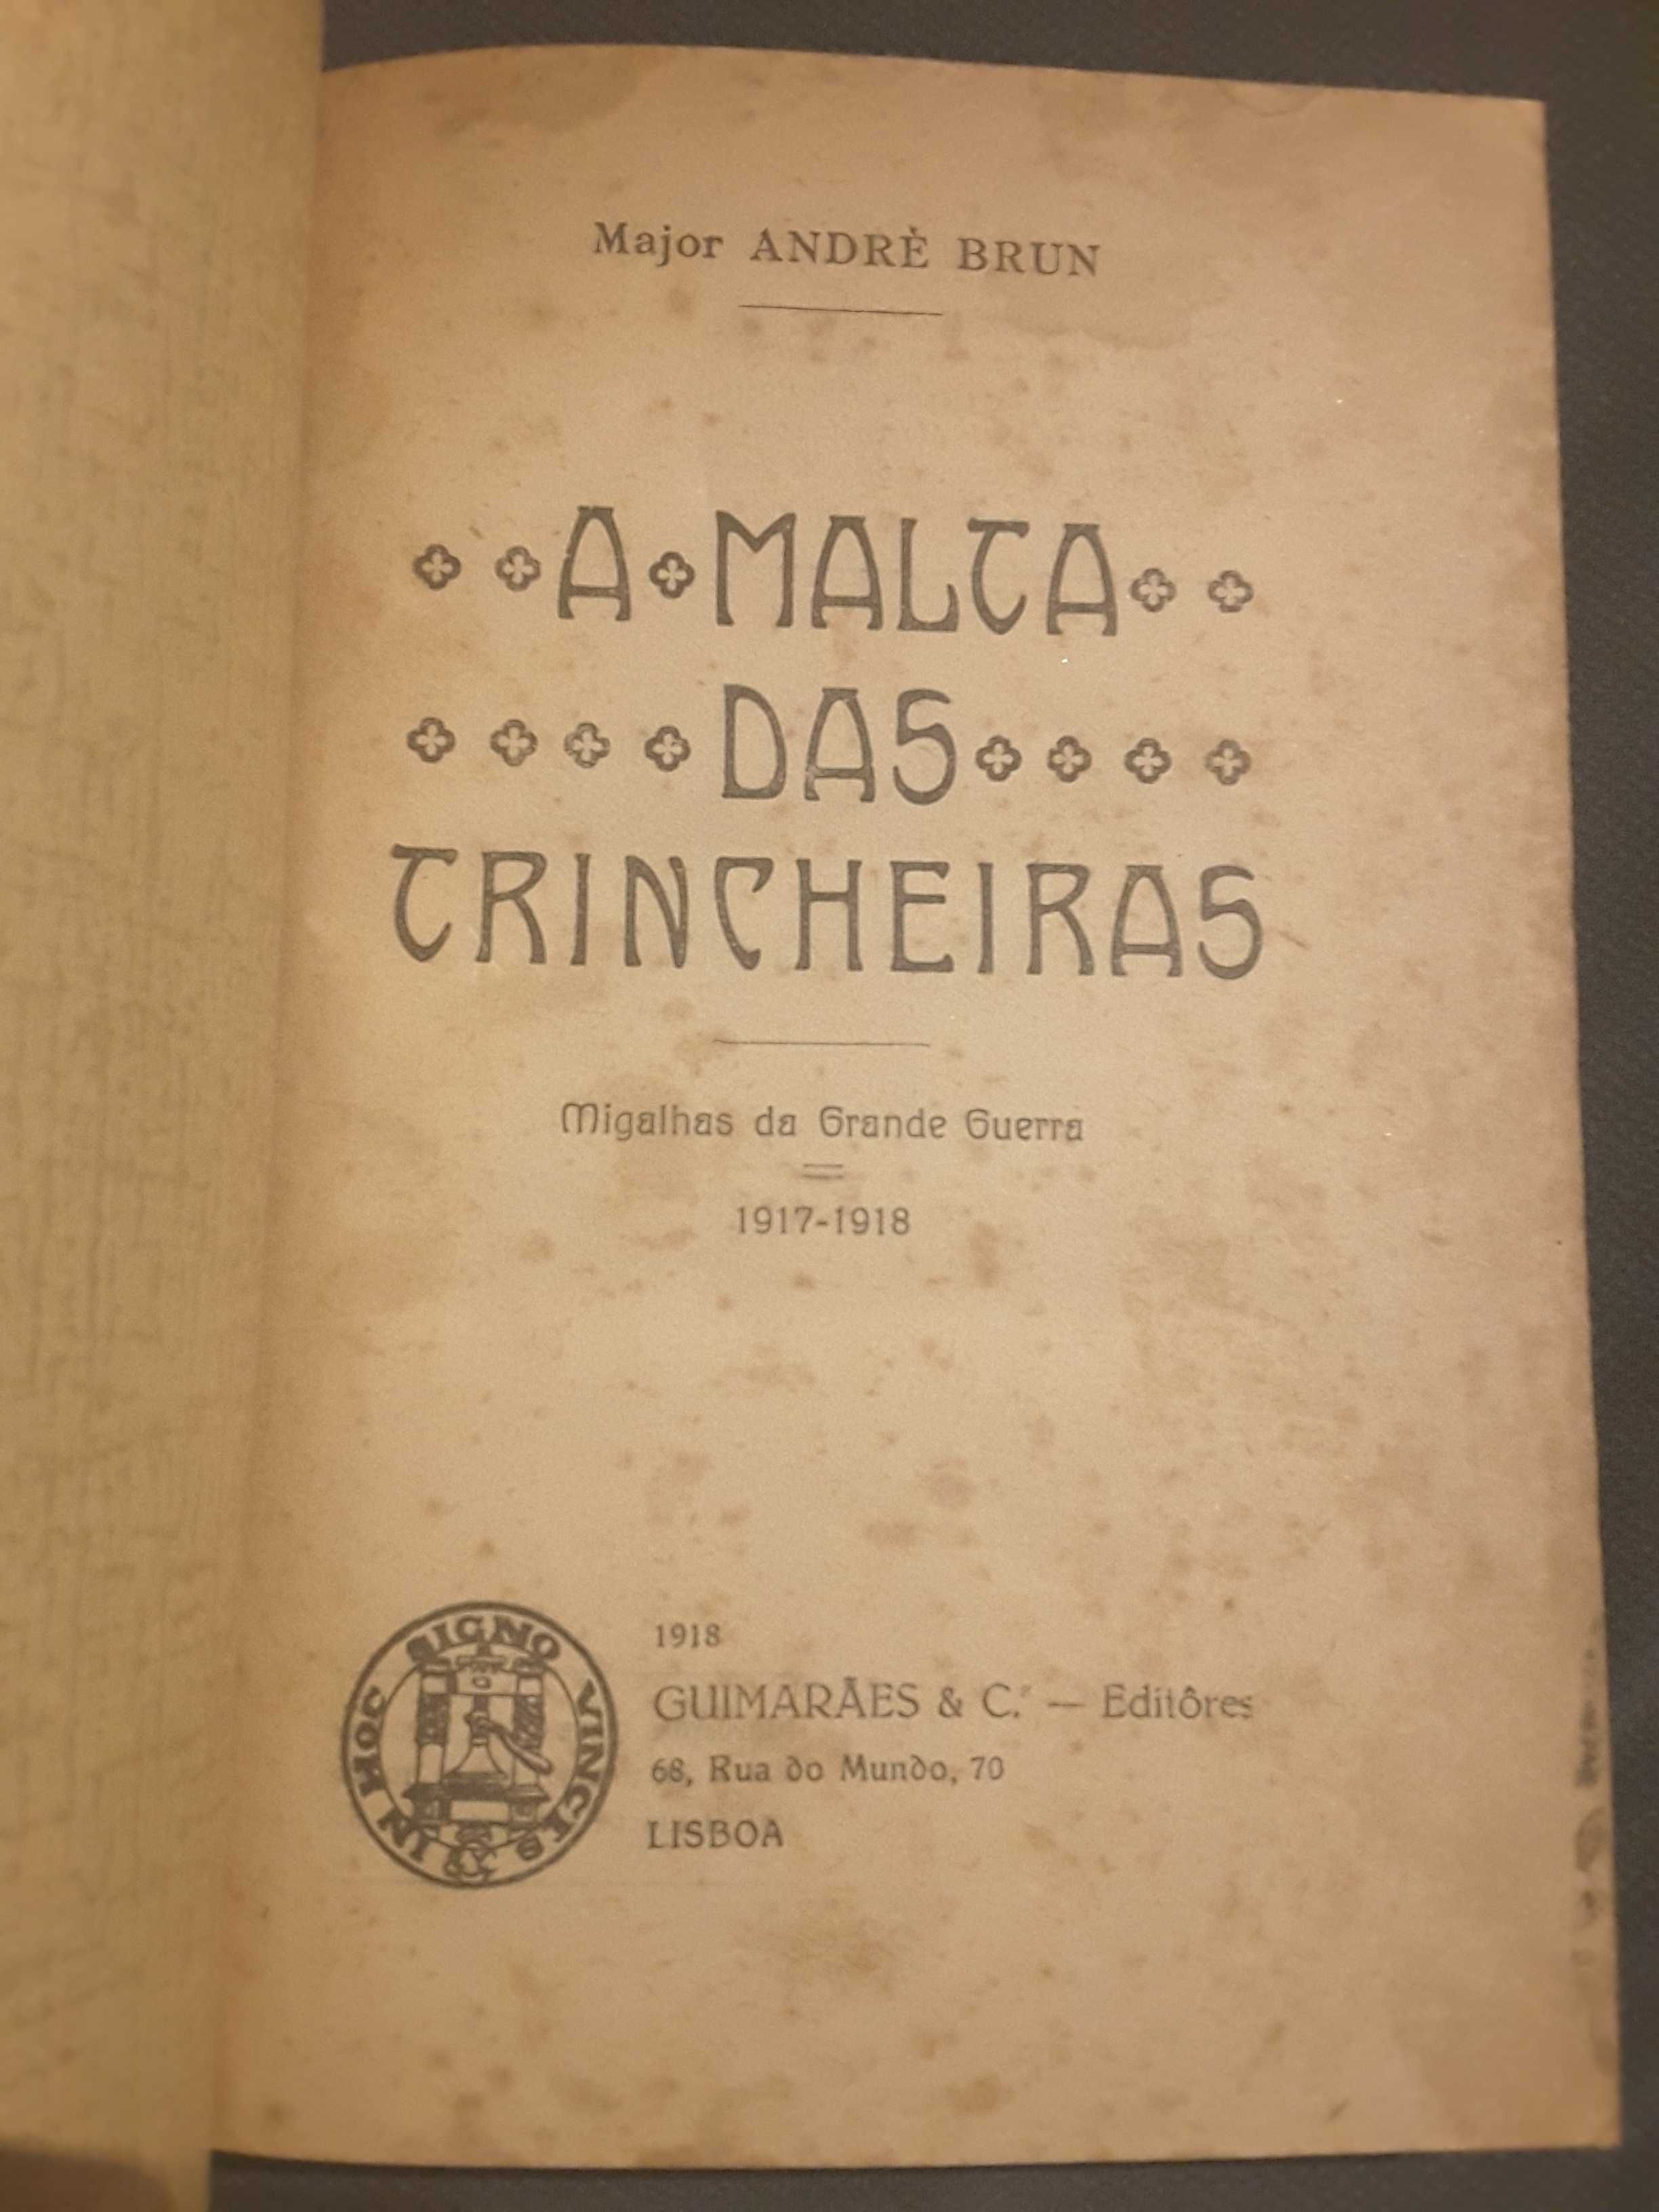 Major ANDRÈ BRUN
A MALTA
DAS
TRINCHEIRAS
Migalhas da Grande Guerra
1917-1918
IN HOC SIGNO VINCES
1918
GUIMARÃES & C.ª — Editôres
68, Rua do Mundo, 70
LISBOA